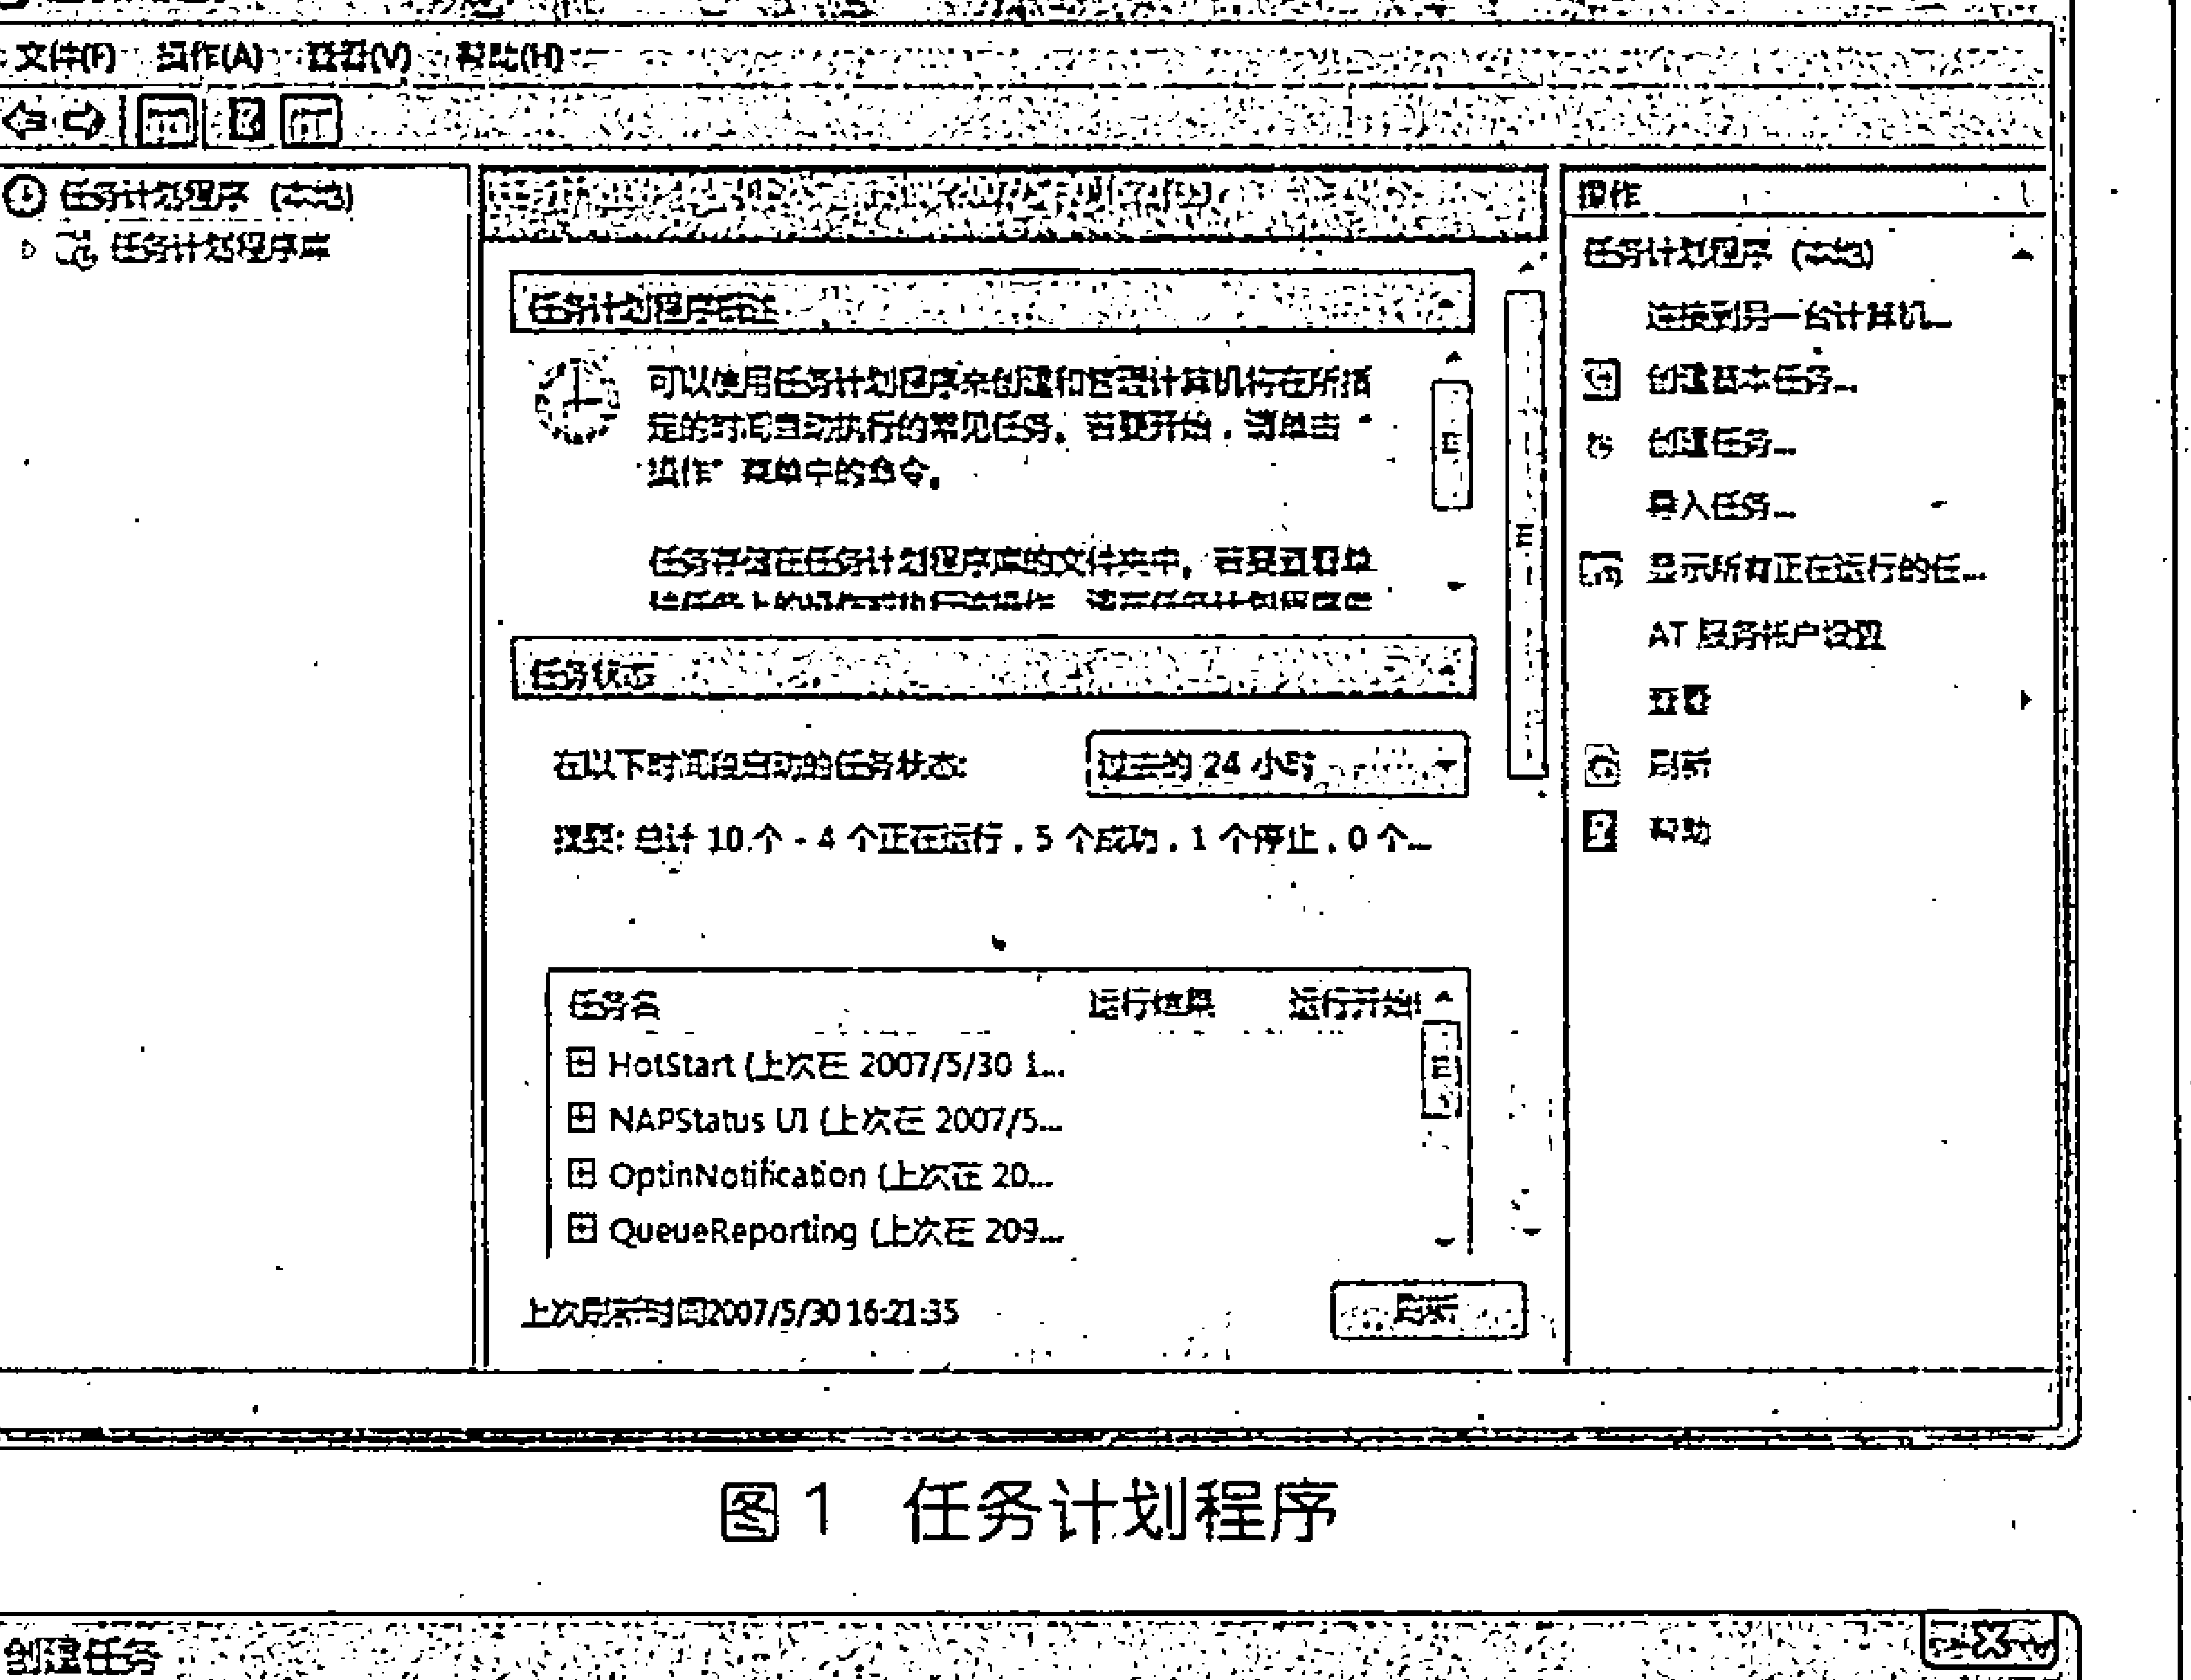 文件(F) 操作(A) 查看(V) 帮助(H)
任务计划程序 (本地)
任务计划程序库
任务计划程序概述
可以使用任务计划程序来创建和管理计算机将在所指
定的时间自动执行的常见任务。若要开始，请单击“
操作”菜单中的命令。
任务存储在任务计划程序库的文件夹中。若要查看单
任务状态
在以下时间段启动的任务状态:
过去的 24 小时
摘要: 总计 10 个 - 4 个正在运行，5 个成功，1 个停止，0 个...
任务名 运行结果 运行开始
HotStart (上次在 2007/5/30 1...
NAPStatus UI (上次在 2007/5...
OptinNotification (上次在 20...
QueueReporting (上次在 209...
上次刷新时间2007/5/30 16:21:35
刷新
操作
任务计划程序 (本地)
连接到另一台计算机...
创建基本任务...
创建任务...
导入任务...
显示所有正在运行的任...
AT 服务帐户设置
查看
刷新
帮助
图 1 任务计划程序
创建任务